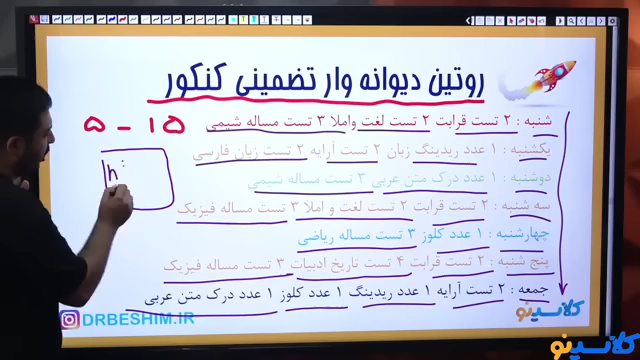 روتین دیوانه وار تضمینی کنکور
۱۵ - ۵
شنبه : ۲ تست قرابت ۲ تست لغت واملا ۳ تست مساله شیمی
یکشنبه : ۱ عدد ریدینگ زبان ۲ تست آرایه ۲ تست زبان فارسی
دوشنبه : ۱ عدد درک متن عربی ۳ تست مساله شیمی
سه شنبه : ۲ تست قرابت ۲ تست لغت و املا ۳ تست مساله فیزیک
چهارشنبه : ۱ عدد کلوز ۳ تست مساله ریاضی
پنج شنبه : ۲ تست قرابت ۴ تست تاریخ ادبیات ۳ تست مساله فیزیک
جمعه : ۲ تست آرایه ۱ عدد ریدینگ ۱ عدد کلوز ۱ عدد درک متن عربی
DRBESHIM.IR
کلاسینو
کلاسینو